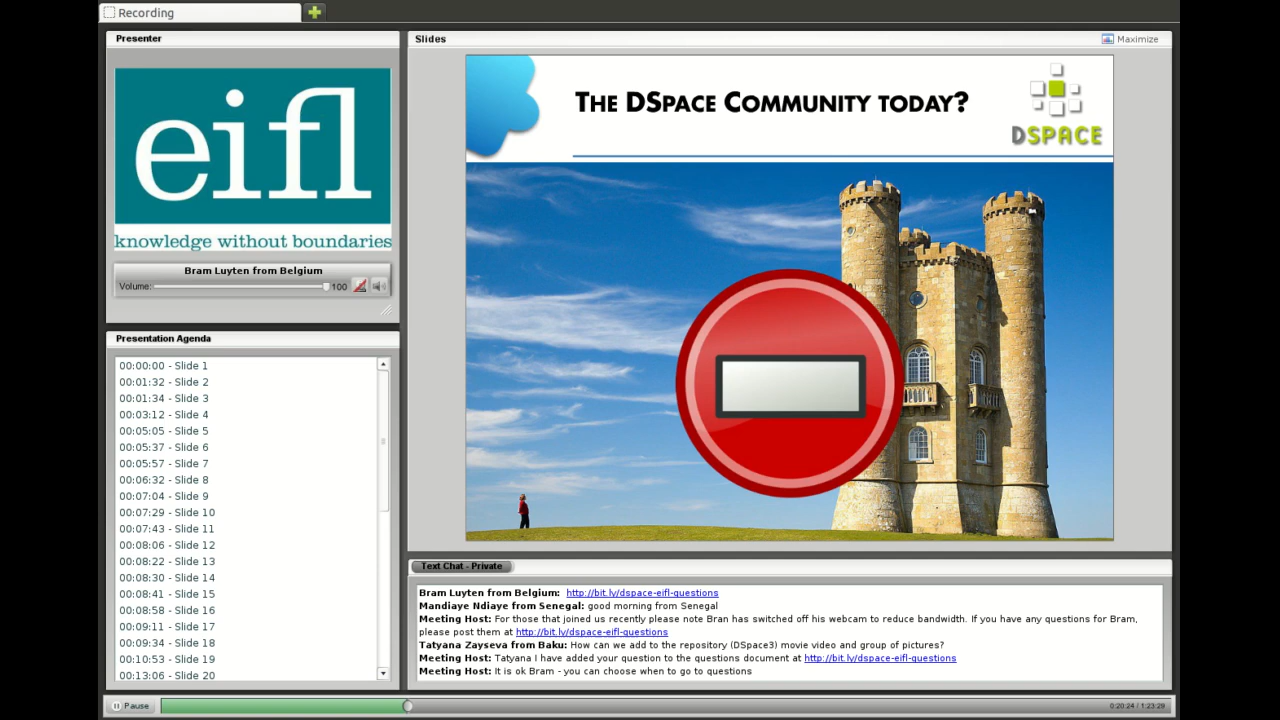 Recording
Presenter
eifl
knowledge without boundaries
Bram Luyten from Belgium
Volume: 100
Presentation Agenda
00:00:00 - Slide 1
00:01:32 - Slide 2
00:01:34 - Slide 3
00:03:12 - Slide 4
00:05:05 - Slide 5
00:05:37 - Slide 6
00:05:57 - Slide 7
00:06:32 - Slide 8
00:07:04 - Slide 9
00:07:29 - Slide 10
00:07:43 - Slide 11
00:08:06 - Slide 12
00:08:22 - Slide 13
00:08:30 - Slide 14
00:08:41 - Slide 15
00:08:58 - Slide 16
00:09:11 - Slide 17
00:09:34 - Slide 18
00:10:53 - Slide 19
00:13:06 - Slide 20
Slides
Maximize
THE DSPACE COMMUNITY TODAY?
DSPACE
Text Chat - Private
Bram Luyten from Belgium: http://bit.ly/dspace-eifl-questions
Mandiaye Ndiaye from Senegal: good morning from Senegal
Meeting Host: For those that joined us recently please note Bran has switched off his webcam to reduce bandwidth. If you have any questions for Bram,
please post them at http://bit.ly/dspace-eifl-questions
Tatyana Zayseva from Baku: How can we add to the repository (DSpace3) movie video and group of pictures?
Meeting Host: Tatyana I have added your question to the questions document at http://bit.ly/dspace-eifl-questions
Meeting Host: It is ok Bram - you can choose when to go to questions
Pause
0:20:24 / 1:23:29